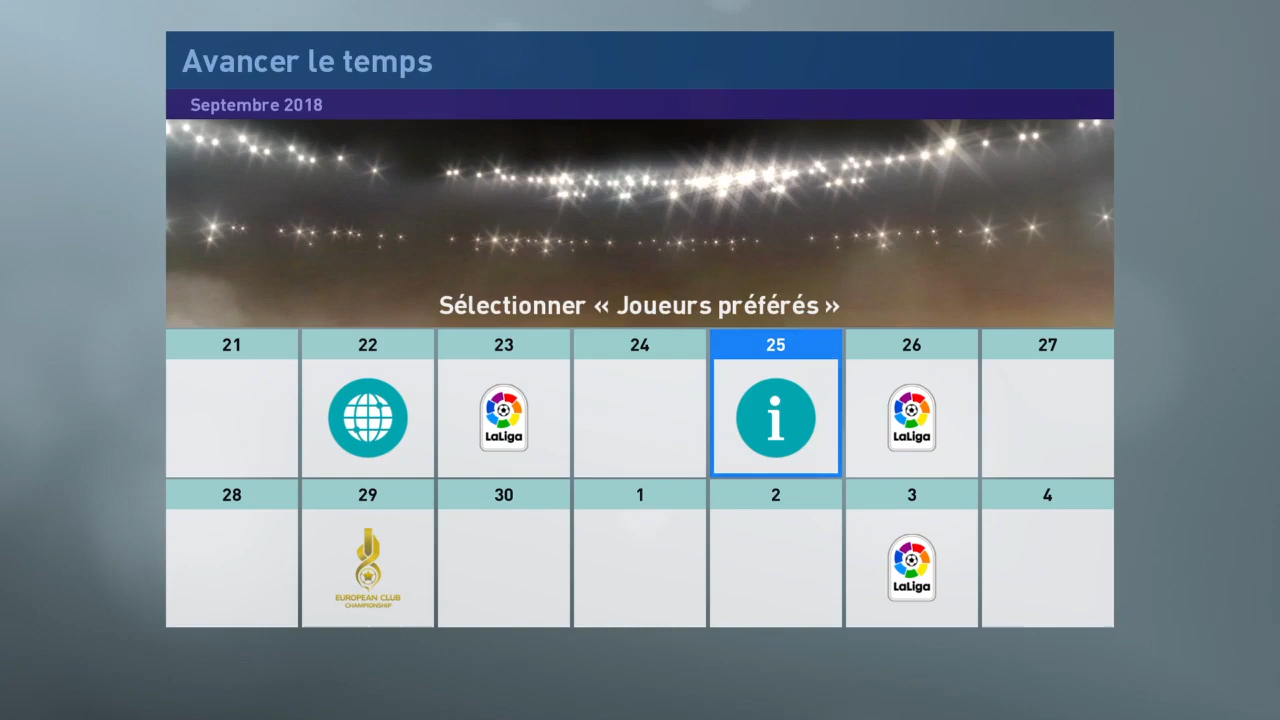 Avancer le temps
Septembre 2018
Sélectionner « Joueurs préférés »
21 22 23 24 25 26 27
LaLiga i LaLiga
28 29 30 1 2 3 4
EUROPEAN CLUB
CHAMPIONSHIP
LaLiga